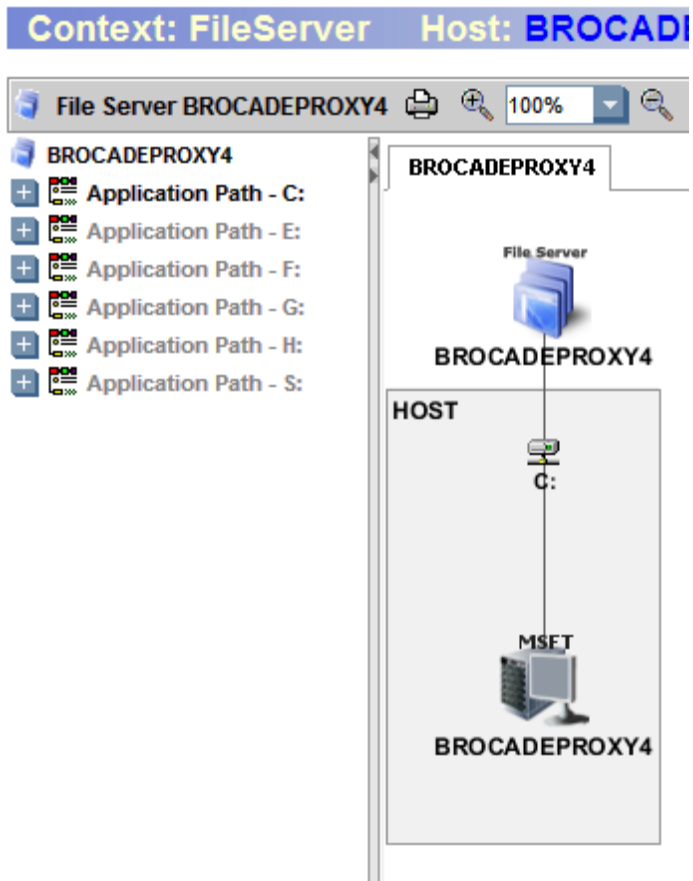 Context: FileServer Host: BROCADE
File Server BROCADEPROXY4 100%
BROCADEPROXY4
Application Path - C:
Application Path - E:
Application Path - F:
Application Path - G:
Application Path - H:
Application Path - S:
BROCADEPROXY4
File Server
BROCADEPROXY4
HOST
C:
MSFT
BROCADEPROXY4